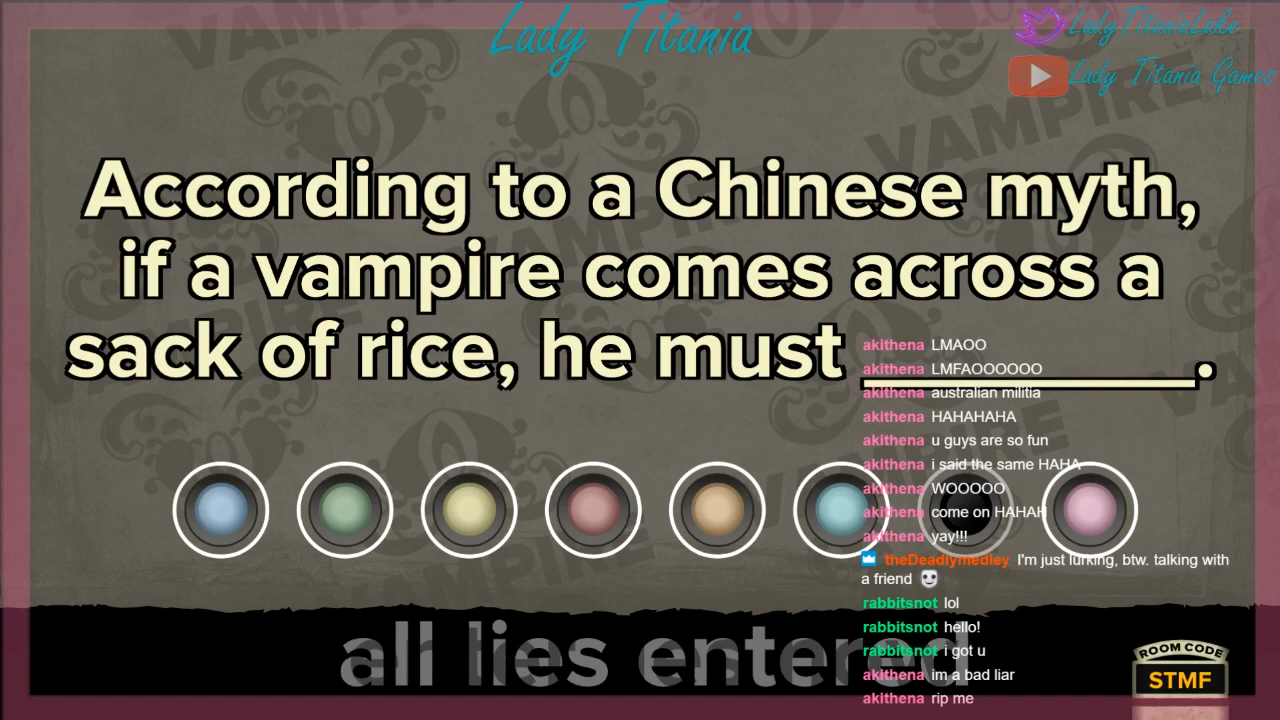 Lady Titania
LadyTitaniaLake
Lady Titania Games
VAMPIRE
VAMPIRE
According to a Chinese myth,
if a vampire comes across a
sack of rice, he must __________.
akithena LMAOO
akithena LMFAOOOOOO
akithena australian militia
akithena HAHAHAHA
akithena u guys are so fun
akithena i said the same HAHA
akithena WOOOOO
akithena come on HAHAH
akithena yay!!!
theDeadlymedley I'm just lurking, btw. talking with
a friend
rabbitsnot lol
rabbitsnot hello!
rabbitsnot i got u
akithena im a bad liar
akithena rip me
all lies entered
ROOM CODE
STMF